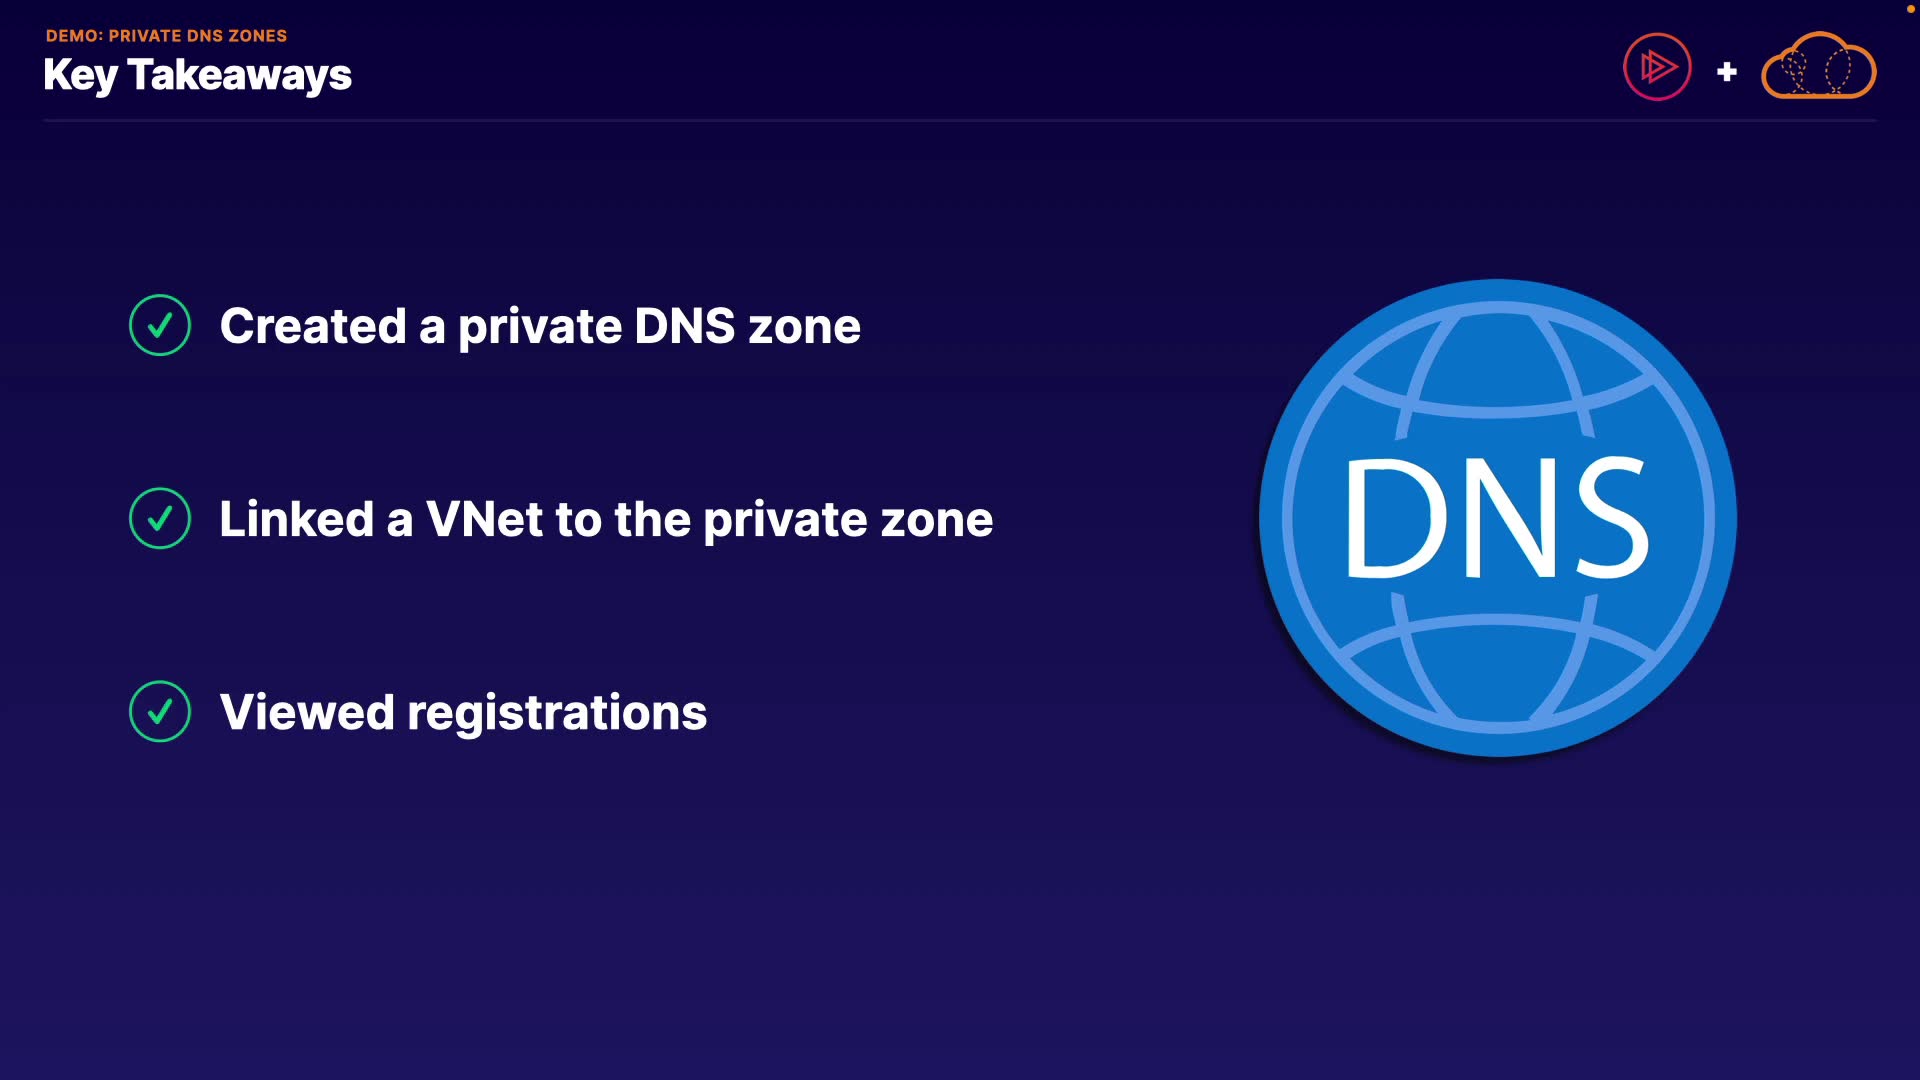 DEMO: PRIVATE DNS ZONES
Key Takeaways
+
Created a private DNS zone
Linked a VNet to the private zone
Viewed registrations
DNS